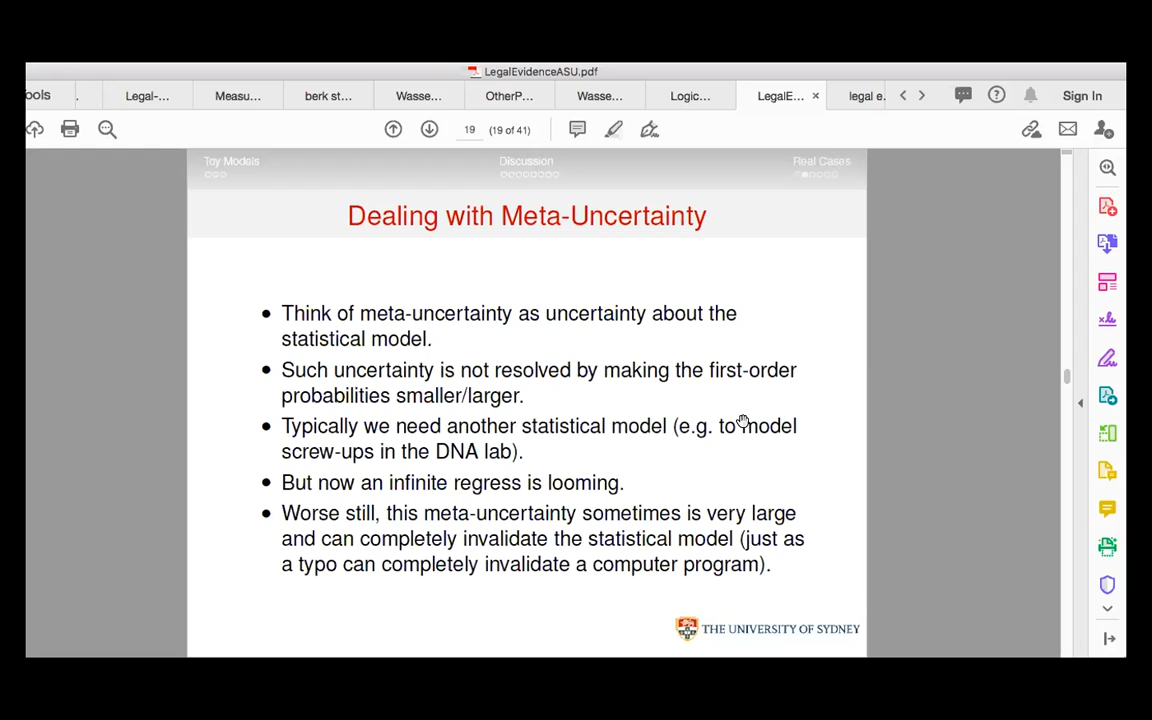 LegalEvidenceASU.pdf
ools . Legal-... Measu... berk st... Wasse... OtherP... Wasse... Logic... LegalE... × legal e. Sign In
19 (19 of 41)
Toy Models Discussion Real Cases
Dealing with Meta-Uncertainty
• Think of meta-uncertainty as uncertainty about the
statistical model.
• Such uncertainty is not resolved by making the first-order
probabilities smaller/larger.
• Typically we need another statistical model (e.g. to model
screw-ups in the DNA lab).
• But now an infinite regress is looming.
• Worse still, this meta-uncertainty sometimes is very large
and can completely invalidate the statistical model (just as
a typo can completely invalidate a computer program).
THE UNIVERSITY OF SYDNEY